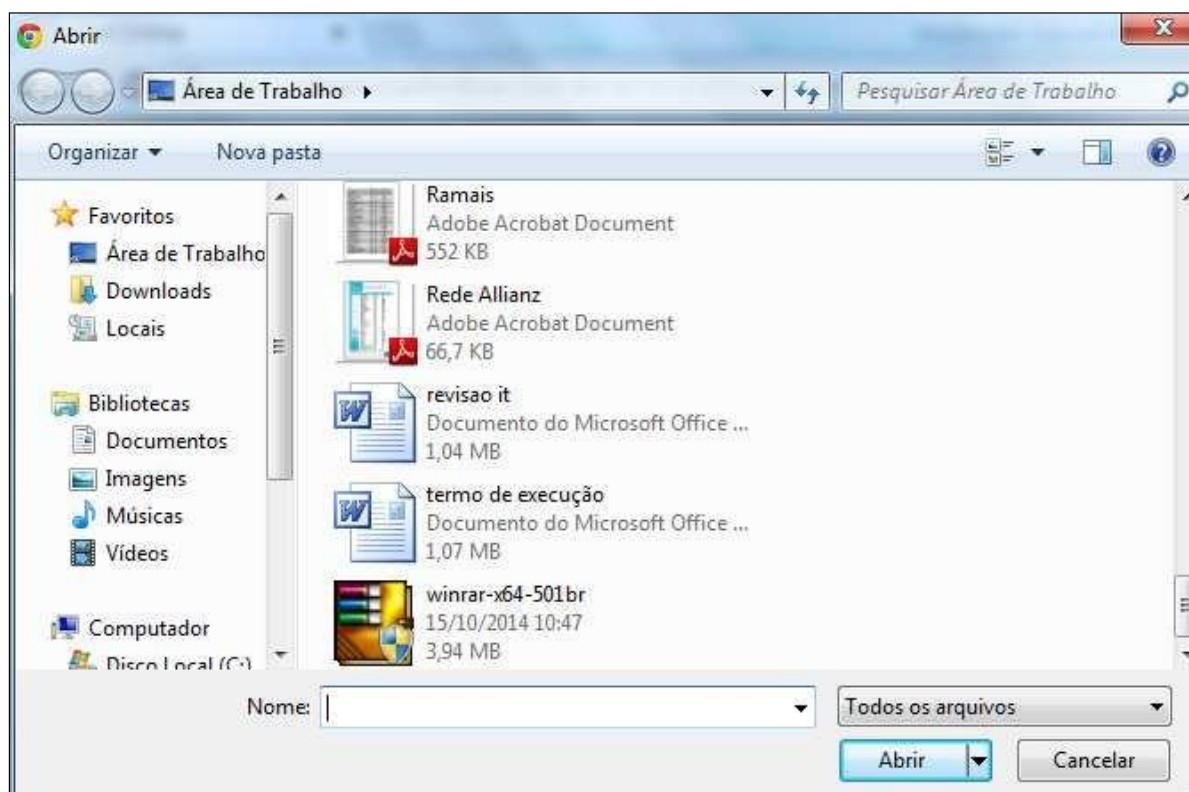 Abrir
Área de Trabalho
Pesquisar Área de Trabalho
Organizar
Nova pasta
Favoritos
Área de Trabalho
Downloads
Locais
Bibliotecas
Documentos
Imagens
Músicas
Vídeos
Computador
Disco Local (C:)
Ramais
Adobe Acrobat Document
552 KB
Rede Allianz
Adobe Acrobat Document
66,7 KB
revisao it
Documento do Microsoft Office ...
1,04 MB
termo de execução
Documento do Microsoft Office ...
1,07 MB
winrar-x64-501br
15/10/2014 10:47
3,94 MB
Nome:
Todos os arquivos
Abrir
Cancelar